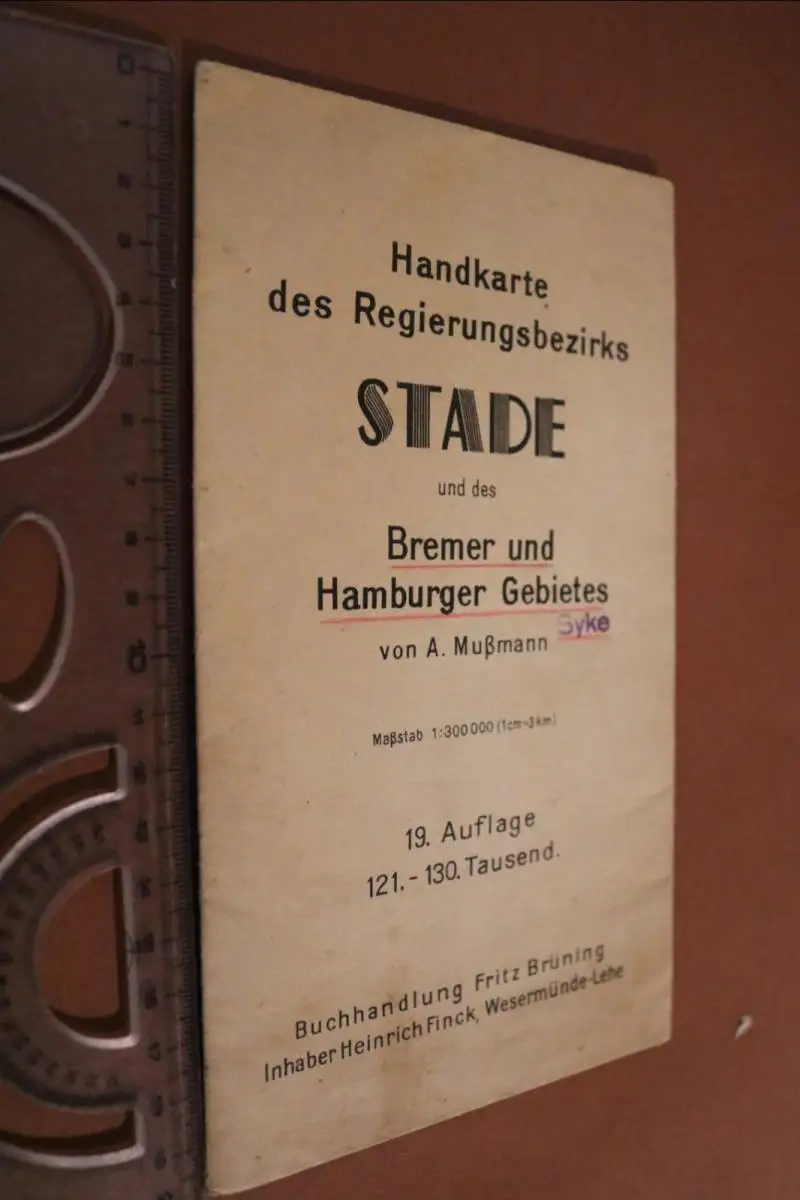 Handkarte
des Regierungsbezirks
STADE
und des
Bremer und
Hamburger Gebietes
Syke
von A. Mußmann
Maßstab 1:300000 (1cm=3km)
19. Auflage
121.-130. Tausend.
Buchhandlung Fritz Brüning
Inhaber Heinrich Finck, Wesermünde-Lehe